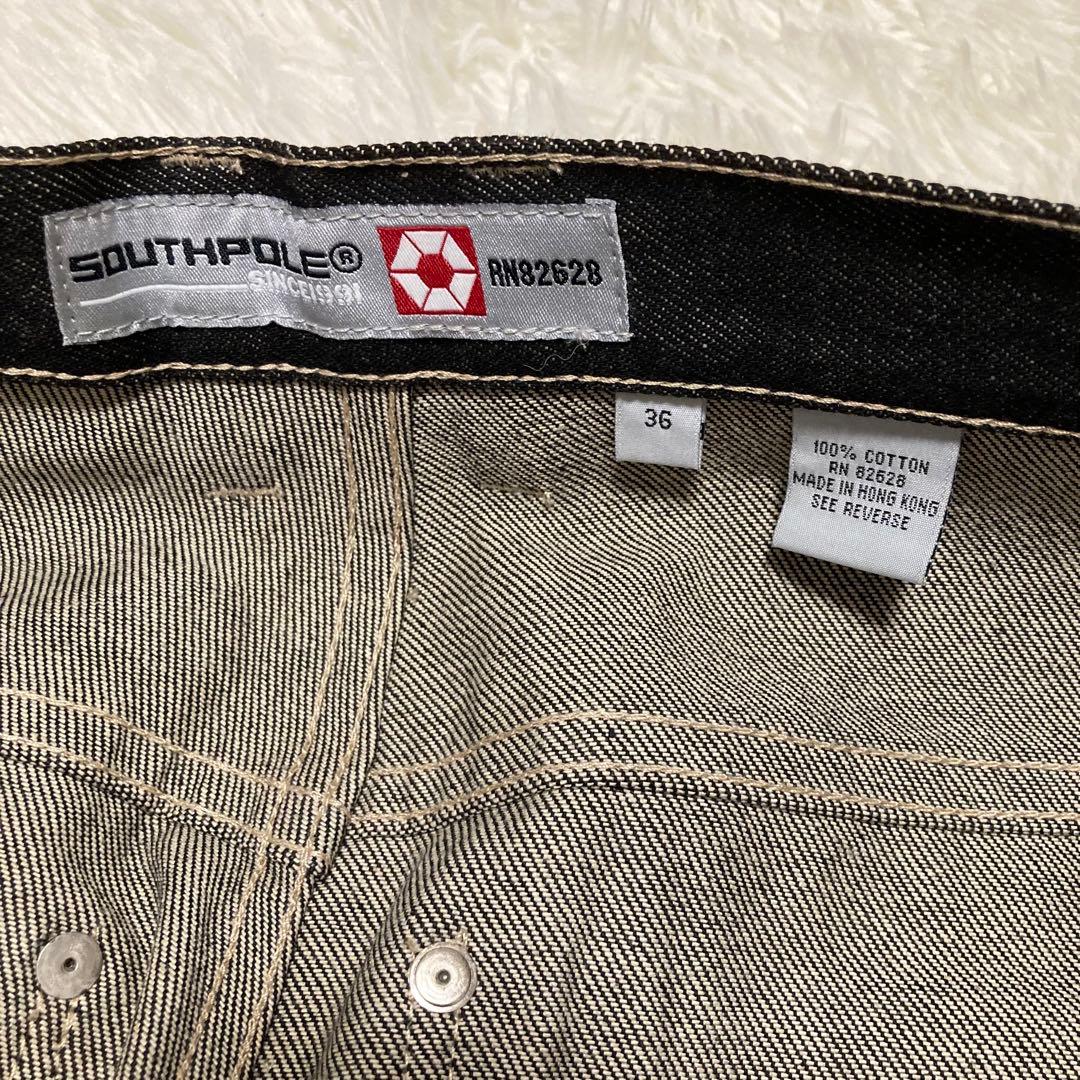 SOUTHPOLE®
SINCE1991
RN82628
36
100% COTTON
RN 82628
MADE IN HONG KONG
SEE REVERSE